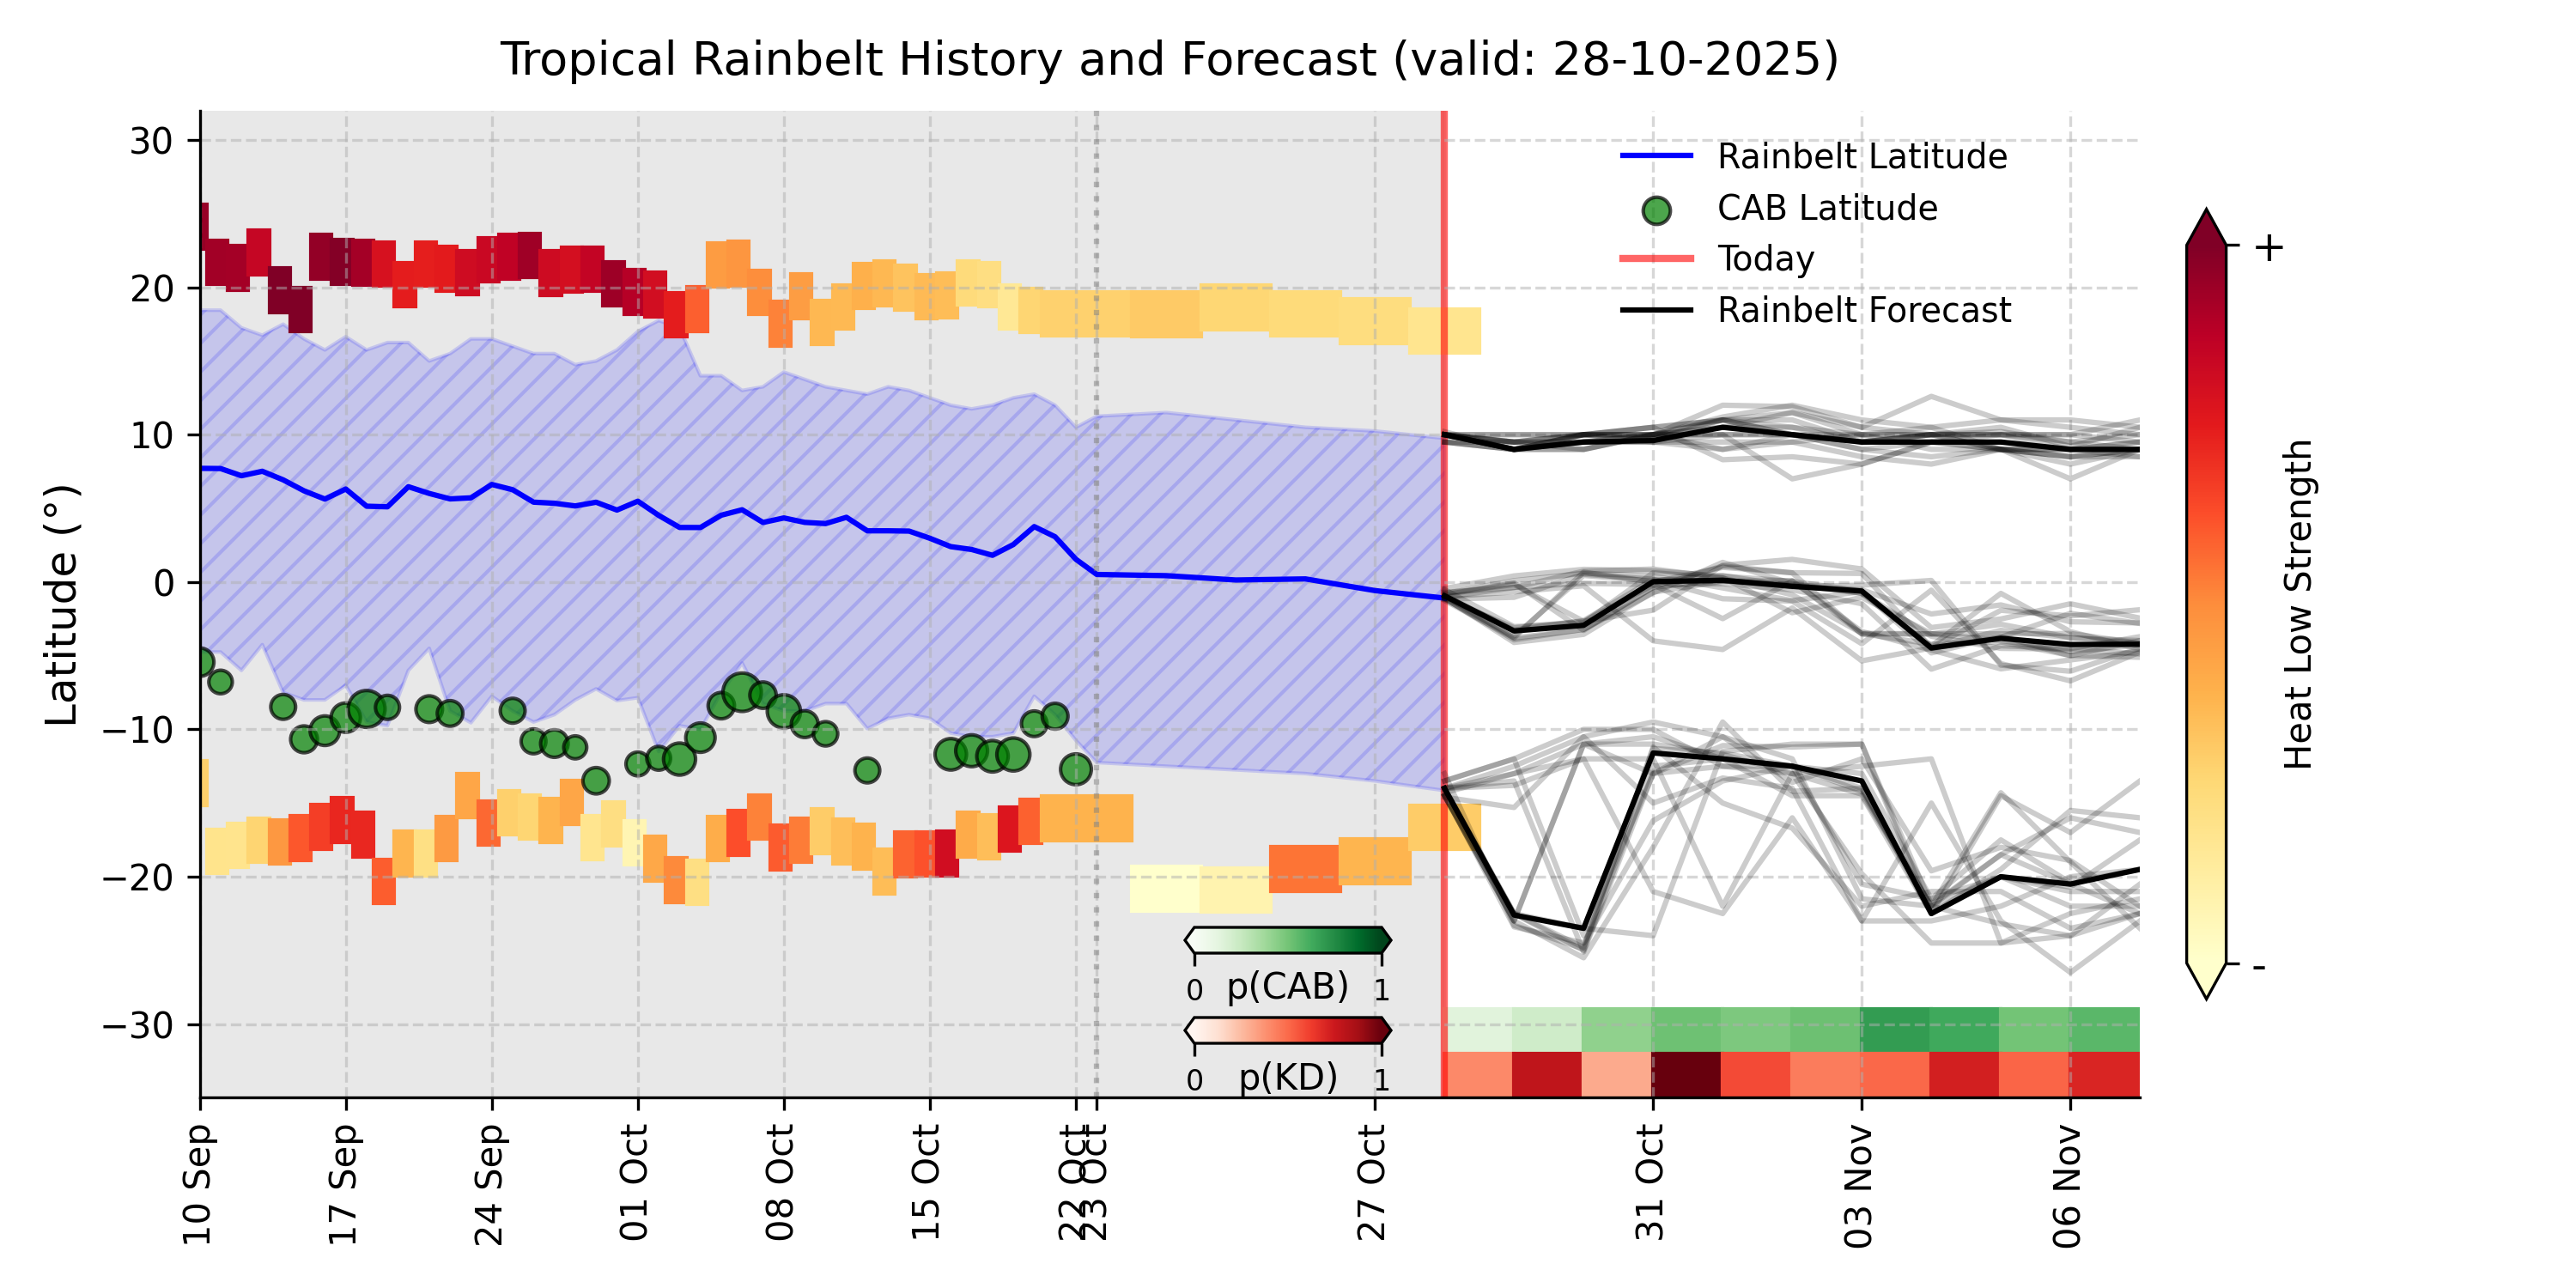 Tropical Rainbelt History and Forecast (valid: 28-10-2025)
Latitude (°)
30
20
10
0
−10
−20
−30
Rainbelt Latitude
CAB Latitude
Today
Rainbelt Forecast
+
-
Heat Low Strength
0 p(CAB) 1
0 p(KD) 1
10 Sep
17 Sep
24 Sep
01 Oct
08 Oct
15 Oct
22 Oct
23 Oct
27 Oct
31 Oct
03 Nov
06 Nov